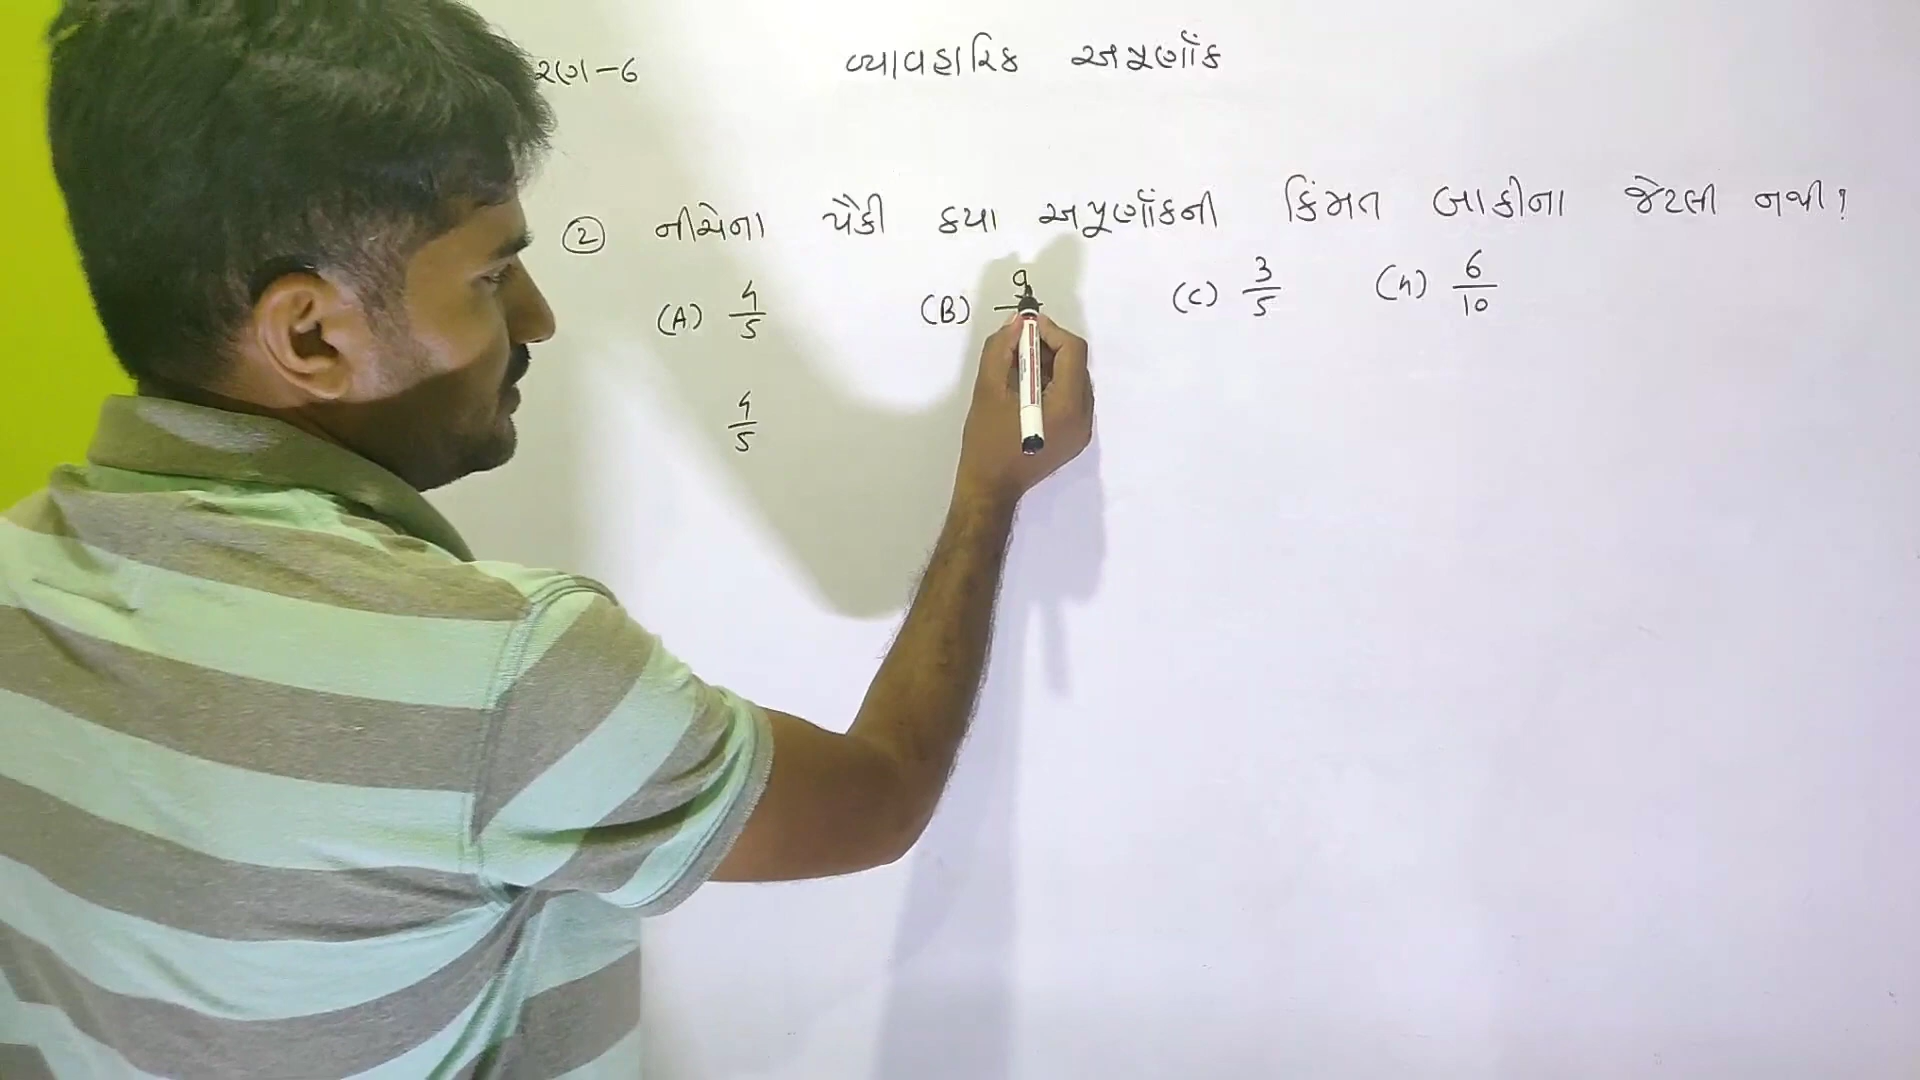 રણ-6 વ્યાવહારિક અપૂર્ણાંક
② નીચેના પૈકી કયા અપૂર્ણાંકની કિંમત બાકીના જેટલી નથી?
(A) 4/5 (B) 9/ (C) 3/5 (D) 6/10
4/5